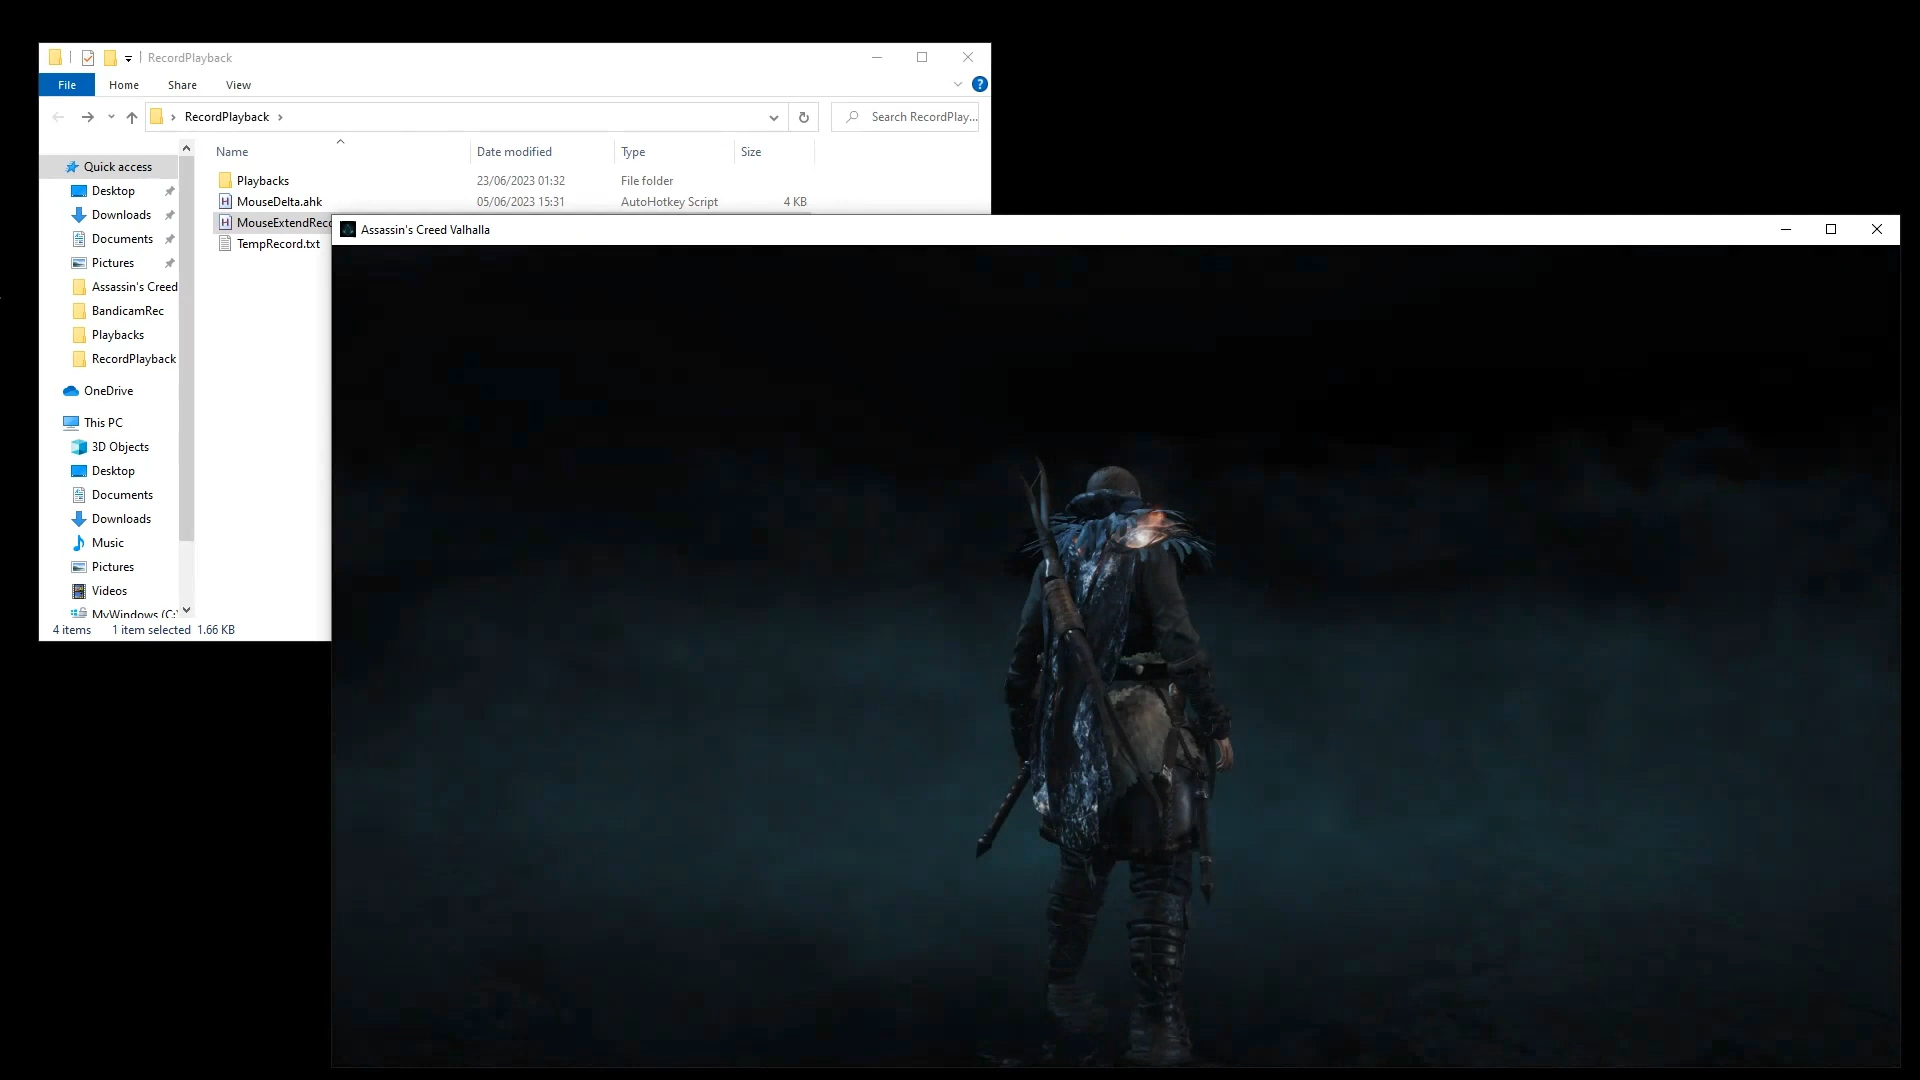 RecordPlayback
File Home Share View
RecordPlayback
Search RecordPlay...
Name Date modified Type Size
Quick access
Desktop
Downloads
Documents
Pictures
Assassin's Creed
BandicamRec
Playbacks
RecordPlayback
OneDrive
This PC
3D Objects
Desktop
Documents
Downloads
Music
Pictures
Videos
MyWindows (C:)
Playbacks 23/06/2023 01:32 File folder
MouseDelta.ahk 05/06/2023 15:31 AutoHotkey Script 4 KB
MouseExtendReco
TempRecord.txt
4 items 1 item selected 1.66 KB
Assassin's Creed Valhalla